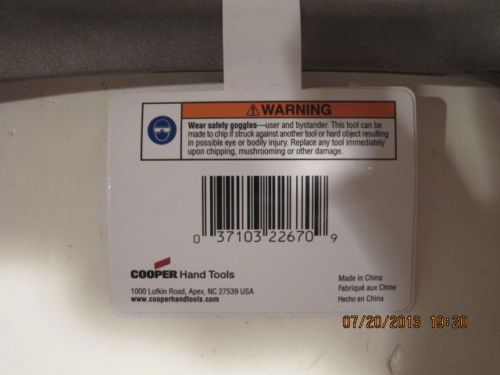 WARNING
Wear safety goggles—user and bystander. This tool can be
made to chip if struck against another tool or hard object resulting
in possible eye or bodily injury. Replace any tool immediately
upon chipping, mushrooming or other damage.
0 37103 22670 9
COOPER Hand Tools
1000 Lufkin Road, Apex, NC 27539 USA
www.cooperhandtools.com
Made in China
Fabriqué aux Chine
Hecho en China
07/20/2013 19:20